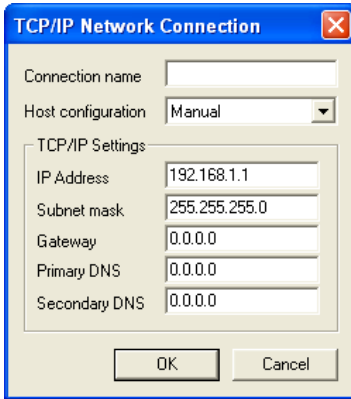 TCP/IP Network Connection
Connection name
Host configuration Manual
TCP/IP Settings
IP Address 192.168.1.1
Subnet mask 255.255.255.0
Gateway 0.0.0.0
Primary DNS 0.0.0.0
Secondary DNS 0.0.0.0
OK Cancel